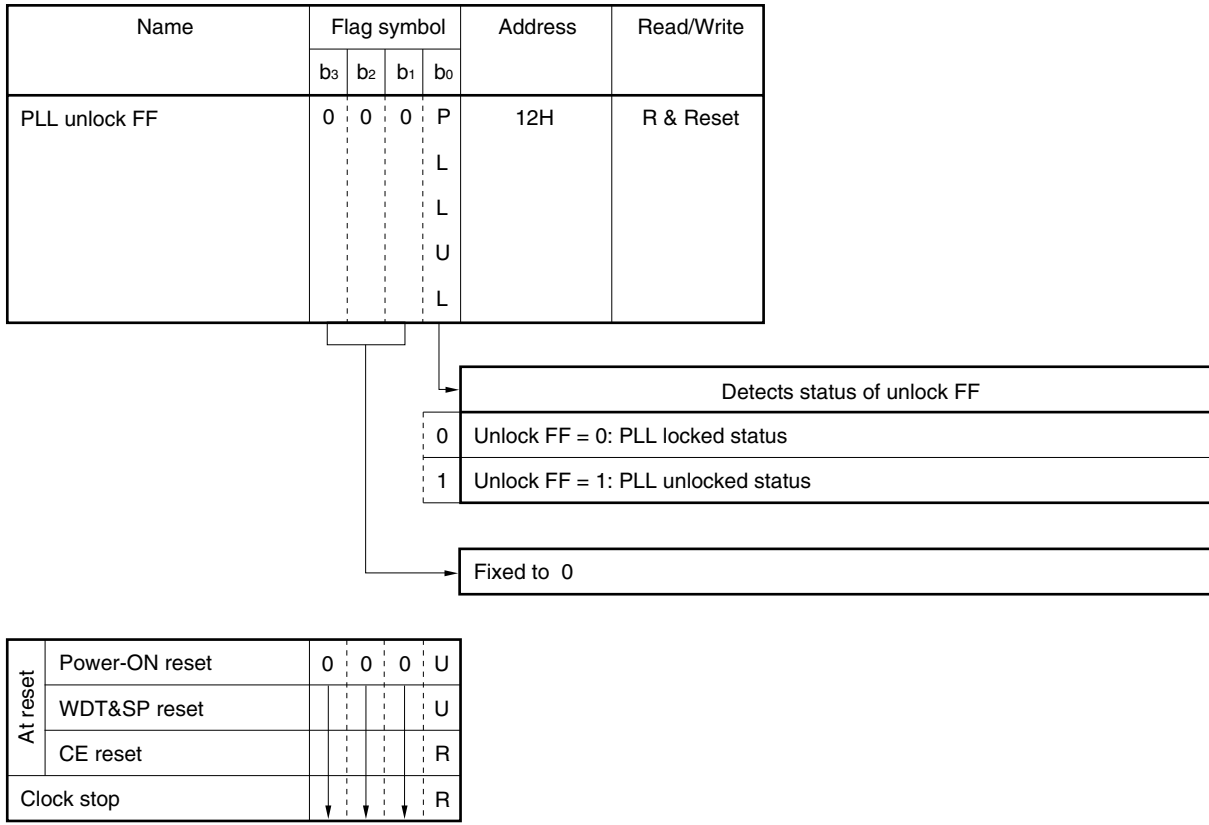 Name Flag symbol Address Read/Write
b3 b2 b1 b0
PLL unlock FF 0 0 0 P 12H R & Reset
L
L
U
L
Detects status of unlock FF
0 Unlock FF = 0: PLL locked status
1 Unlock FF = 1: PLL unlocked status
Fixed to 0
At reset
Power-ON reset 0 0 0 U
WDT&SP reset U
CE reset R
Clock stop R